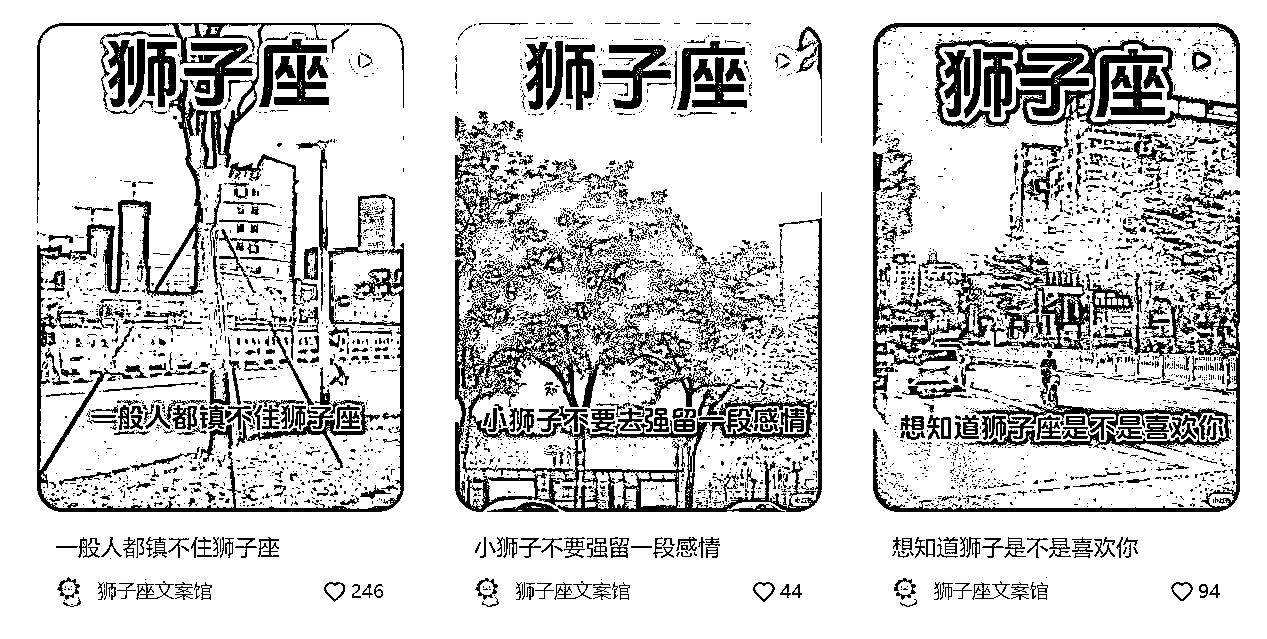 狮子座
一般人都镇不住狮子座
一般人都镇不住狮子座
狮子座文案馆
246
狮子座
小狮子不要去强留一段感情
小狮子不要强留一段感情
狮子座文案馆
44
狮子座
想知道狮子座是不是喜欢你
想知道狮子是不是喜欢你
狮子座文案馆
94